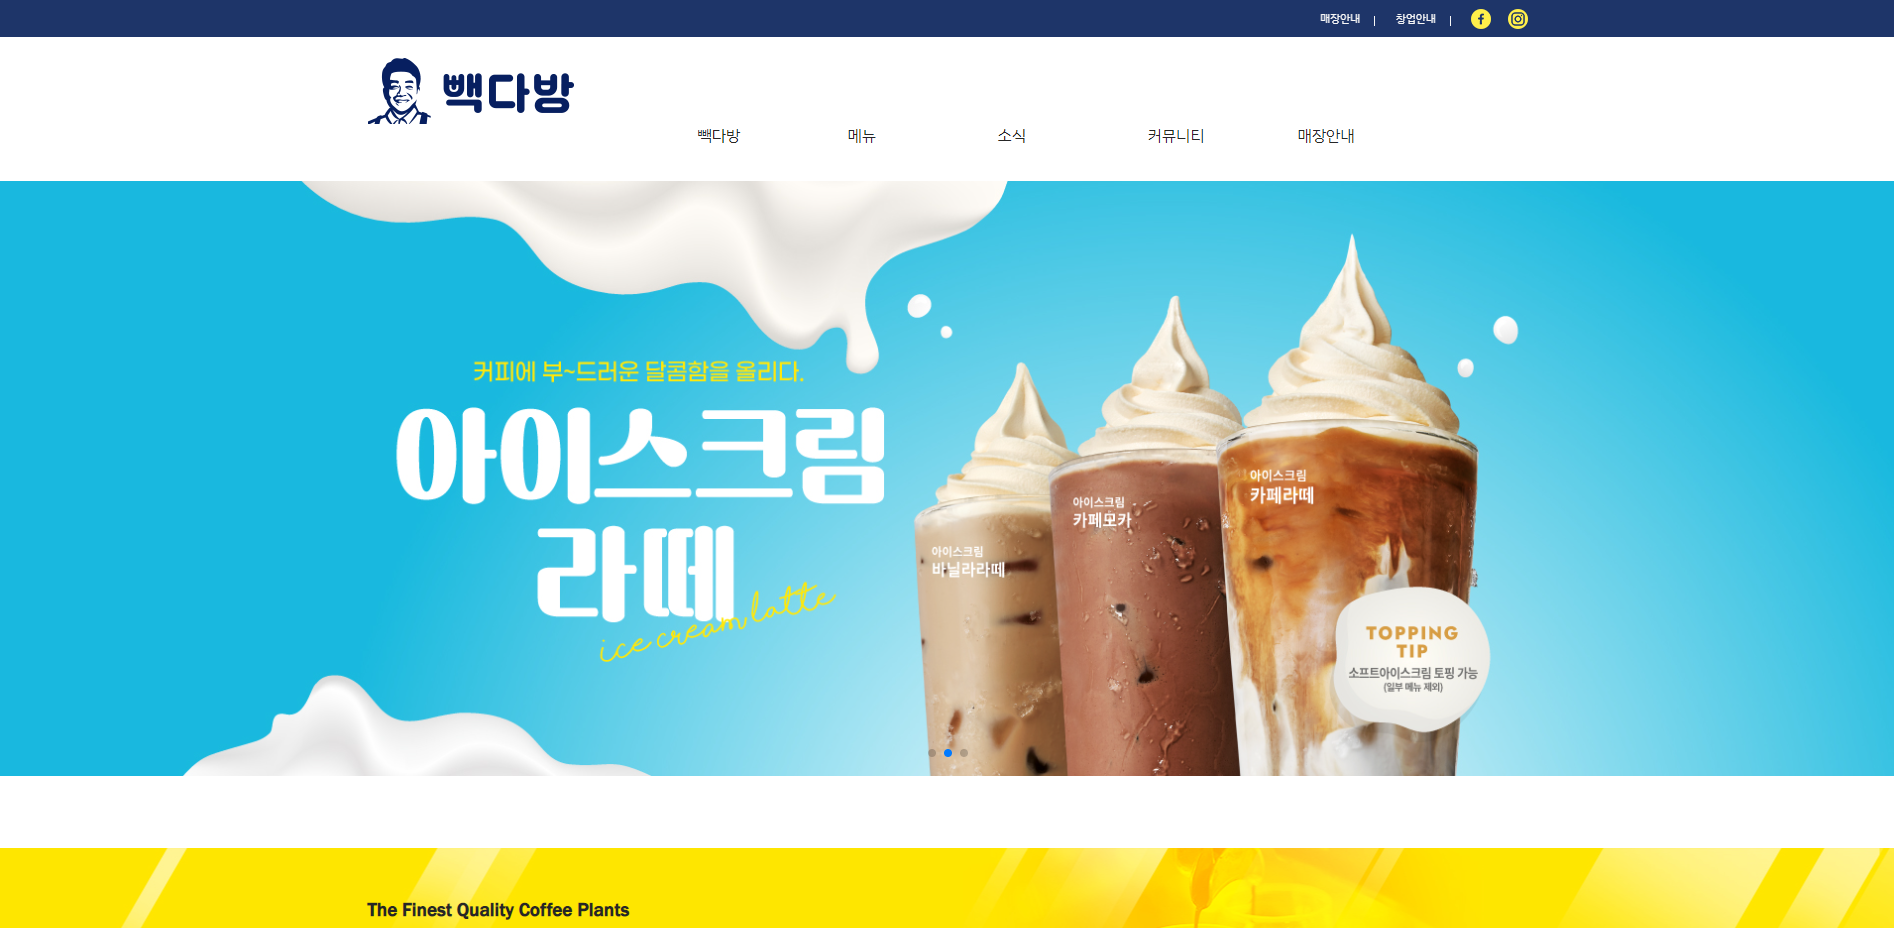 매장안내 | 창업안내 |
빽다방
빽다방 메뉴 소식 커뮤니티 매장안내
커피에 부~드러운 달콤함을 올리다.
아이스크림
라떼
ice cream latte
아이스크림
바닐라라떼
아이스크림
카페모카
아이스크림
카페라떼
TOPPING
TIP
소프트아이스크림 토핑 가능
(일부 메뉴 제외)
The Finest Quality Coffee Plants